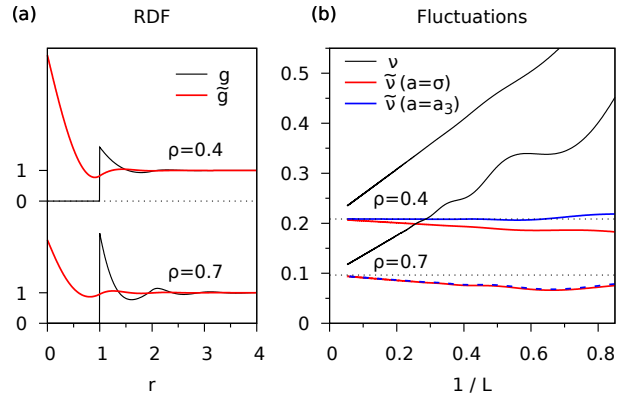 (a) RDF
g
g̃
ρ=0.4
1
0
ρ=0.7
1
0
0 1 2 3 4
r
(b) Fluctuations
ν
ν̃ (a=σ)
ν̃ (a=a₃)
0.5
0.4
0.3
0.2
0.1
0
ρ=0.4
ρ=0.7
0 0.2 0.4 0.6 0.8
1 / L